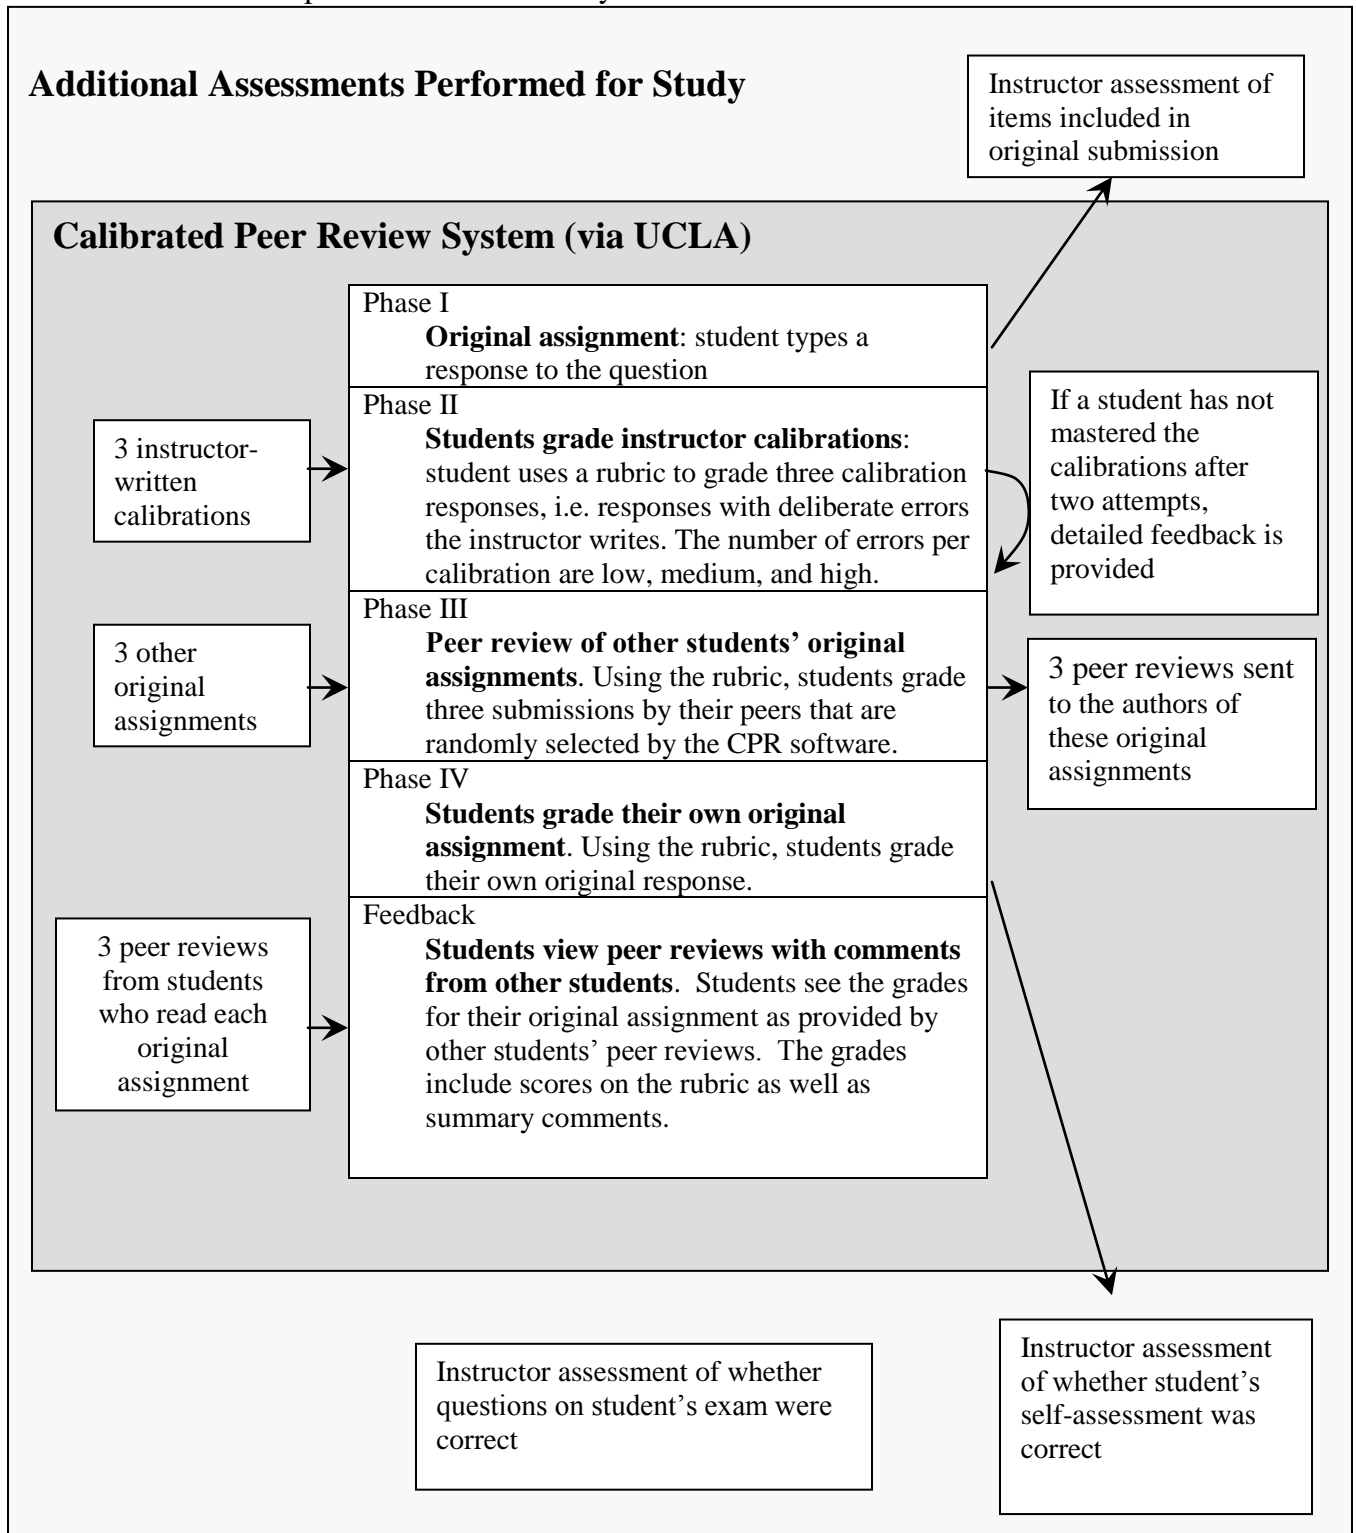 Additional Assessments Performed for Study
Instructor assessment of
items included in
original submission
Calibrated Peer Review System (via UCLA)
Phase I
Original assignment: student types a
response to the question
Phase II
Students grade instructor calibrations:
student uses a rubric to grade three calibration
responses, i.e. responses with deliberate errors
the instructor writes. The number of errors per
calibration are low, medium, and high.
3 instructor-
written
calibrations
If a student has not
mastered the
calibrations after
two attempts,
detailed feedback is
provided
Phase III
Peer review of other students’ original
assignments. Using the rubric, students grade
three submissions by their peers that are
randomly selected by the CPR software.
3 other
original
assignments
3 peer reviews sent
to the authors of
these original
assignments
Phase IV
Students grade their own original
assignment. Using the rubric, students grade
their own original response.
Feedback
Students view peer reviews with comments
from other students.  Students see the grades
for their original assignment as provided by
other students’ peer reviews.  The grades
include scores on the rubric as well as
summary comments.
3 peer reviews
from students
who read each
original
assignment
Instructor assessment of whether
questions on student’s exam were
correct
Instructor assessment
of whether student’s
self-assessment was
correct